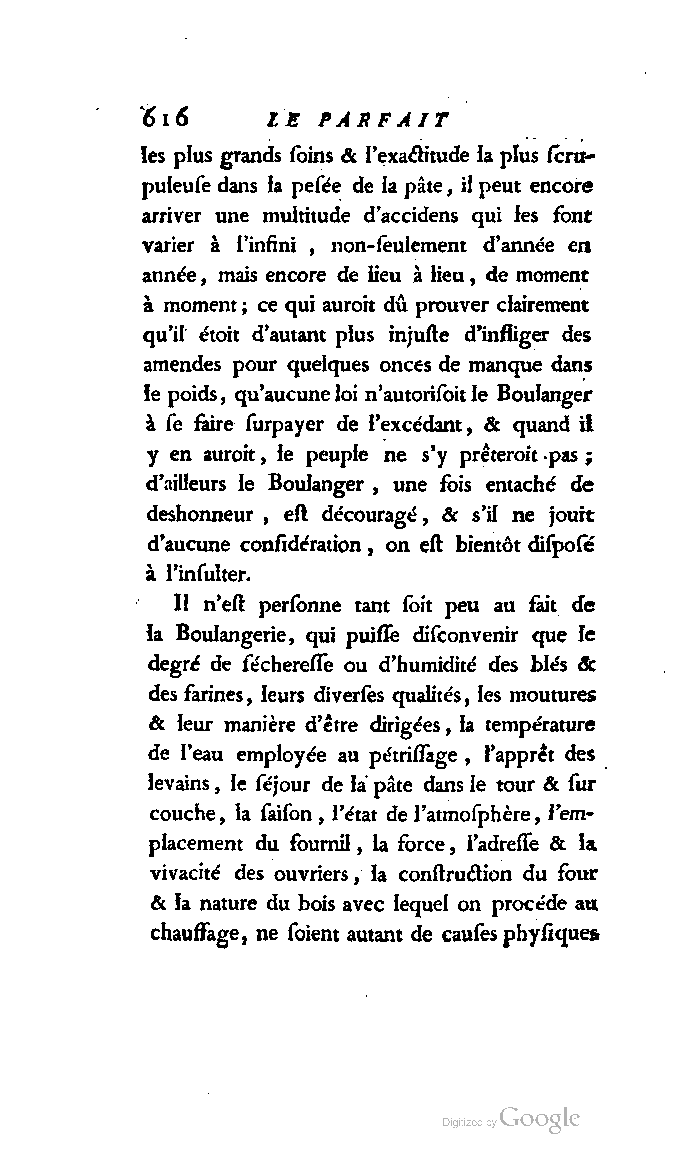 616 LE PARFAIT
les plus grands ſoins & l'exactitude la plus ſcru-
puleuſe dans la peſée de la pâte, il peut encore
arriver une multitude d'accidens qui les font
varier à l'infini , non-ſeulement d'année en
année, mais encore de lieu à lieu, de moment
à moment ; ce qui auroit dû prouver clairement
qu'il étoit d'autant plus injuſte d'infliger des
amendes pour quelques onces de manque dans
le poids, qu'aucune loi n'autoriſoit le Boulanger
à ſe faire ſurpayer de l'excédant, & quand il
y en auroit, le peuple ne s'y prêteroit pas ;
d'ailleurs le Boulanger , une fois entaché de
deshonneur , eſt découragé, & s'il ne jouit
d'aucune conſidération, on eſt bientôt diſpoſé
à l'inſulter.
Il n'eſt perſonne tant ſoit peu au fait de
la Boulangerie, qui puiſſe diſconvenir que le
degré de ſéchereſſe ou d'humidité des blés &
des farines, leurs diverſes qualités, les moutures
& leur manière d'être dirigées, la température
de l'eau employée au pétriſſage , l'apprêt des
levains, le ſéjour de la pâte dans le tour & ſur
couche, la ſaiſon , l'état de l'atmoſphère, l'em-
placement du fournil, la force, l'adreſſe & la
vivacité des ouvriers, la conſtruction du four
& la nature du bois avec lequel on procéde au
chauffage, ne ſoient autant de cauſes phyſiques
Digitized by Google